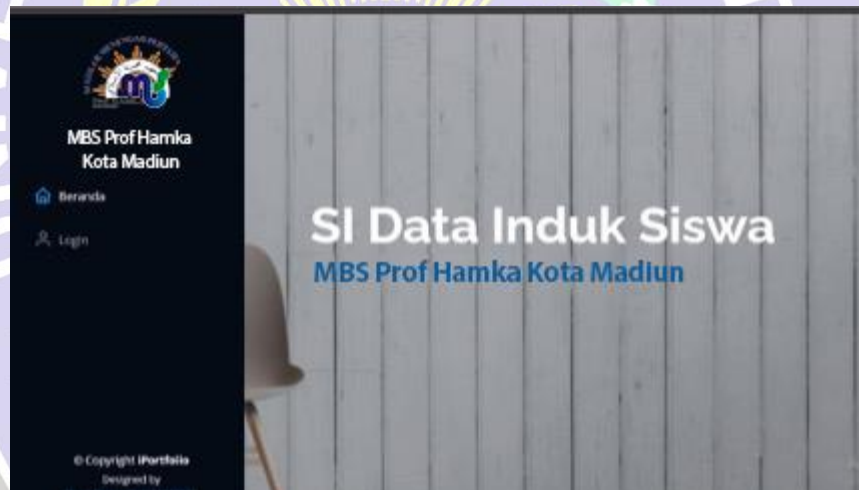 MBS Prof Hamka
Kota Madiun
Beranda
Login
SI Data Induk Siswa
MBS Prof Hamka Kota Madiun
© Copyright iPortfolio
Designed by